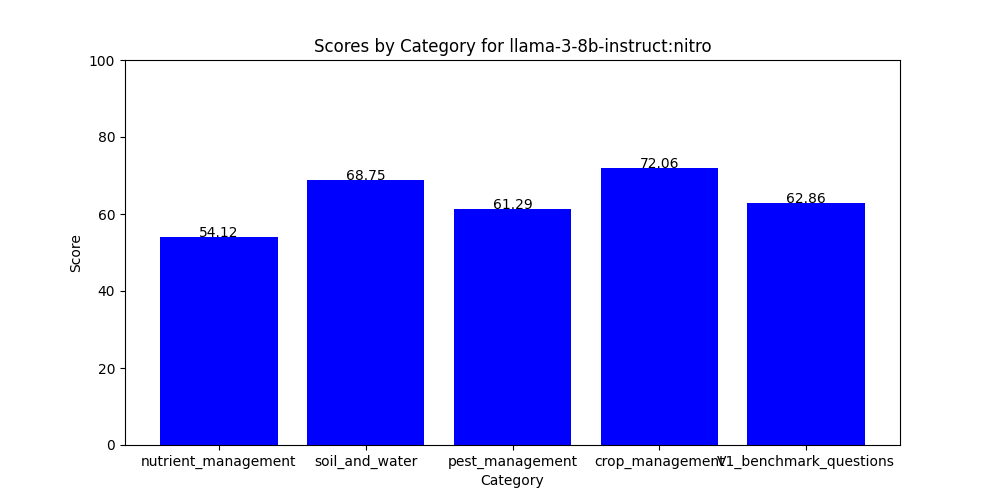 Scores by Category for llama-3-8b-instruct:nitro
100
80
60
40
20
0
Score
54.12
68.75
61.29
72.06
62.86
nutrient_management
soil_and_water
pest_management
crop_management
V1_benchmark_questions
Category